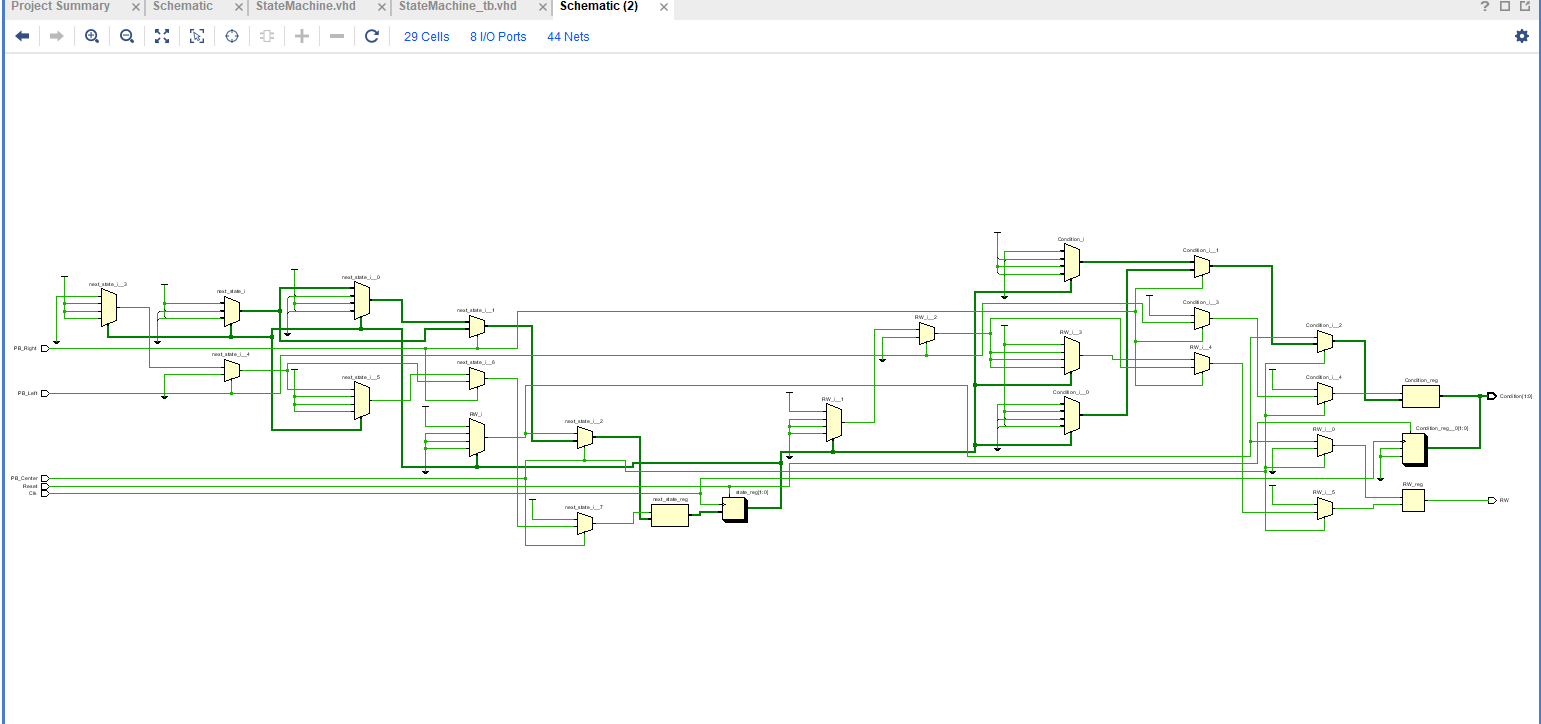 Project Summary
Schematic
StateMachine.vhd
StateMachine_tb.vhd
Schematic (2)
29 Cells
8 I/O Ports
44 Nets
Condition_i
Condition_i__1
next_state_i__0
next_state_i__3
next_state_i
Condition_i__3
next_state_i__1
RW_i__2
Condition_i__2
RW_i__3
PB_Right
RW_i__4
next_state_i__4
next_state_i__6
next_state_i__5
Condition_i__4
Condition_reg
PB_Left
Condition_i__0
Condition[1:0]
RW_i__1
RW_i
next_state_i__2
RW_i__0
Condition_reg__0[1:0]
PB_Center
Reset
RW_reg
Clk
next_state_reg
state_reg[1:0]
RW_i__5
RW
next_state_i__7